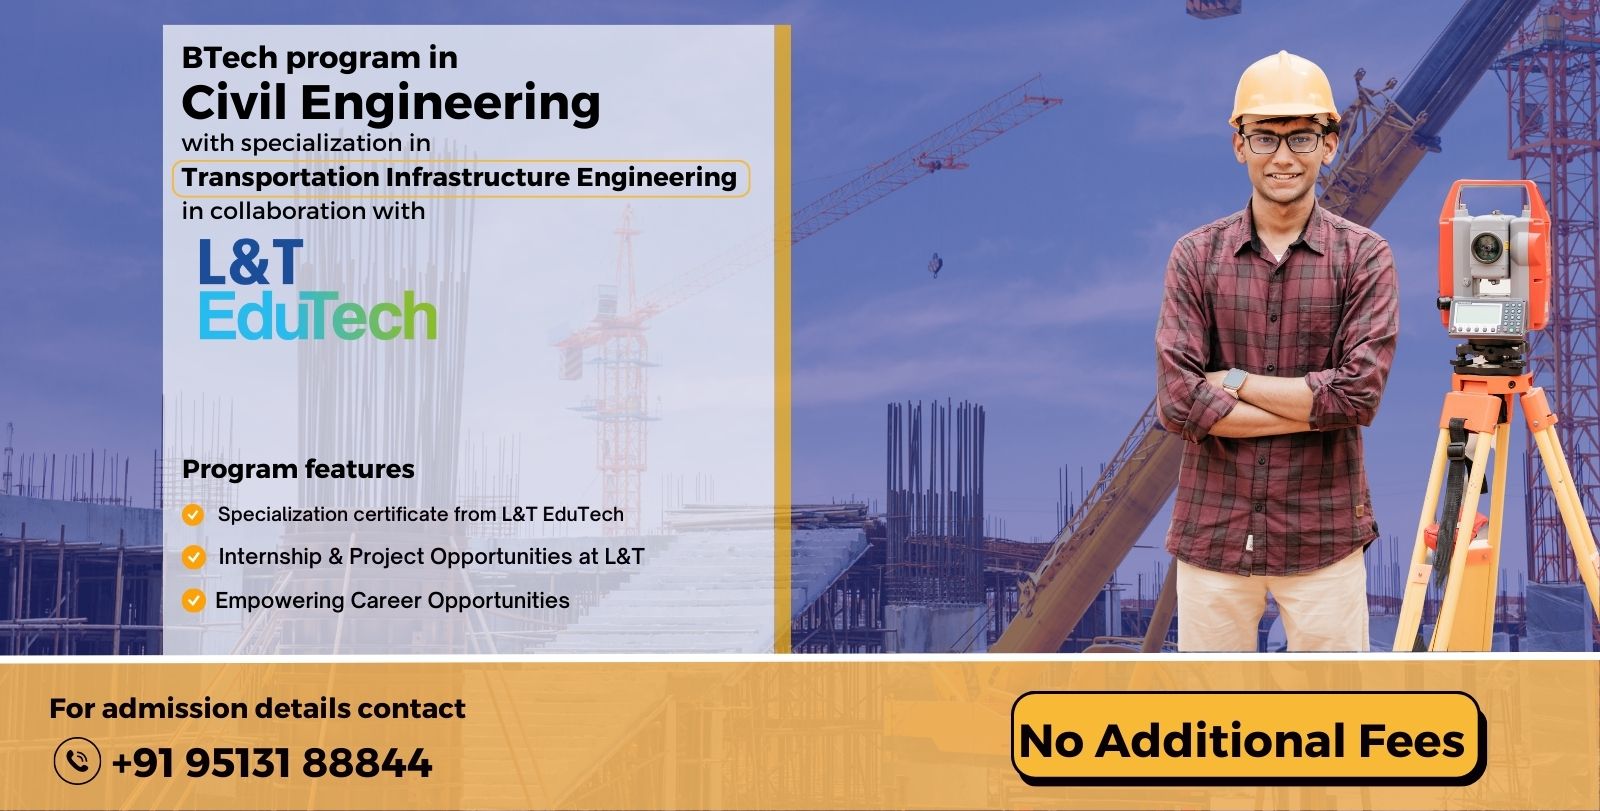 BTech program in
Civil Engineering
with specialization in
Transportation Infrastructure Engineering
in collaboration with
L&T
EduTech
Program features
Specialization certificate from L&T EduTech
Internship & Project Opportunities at L&T
Empowering Career Opportunities
For admission details contact
+91 95131 88844
No Additional Fees